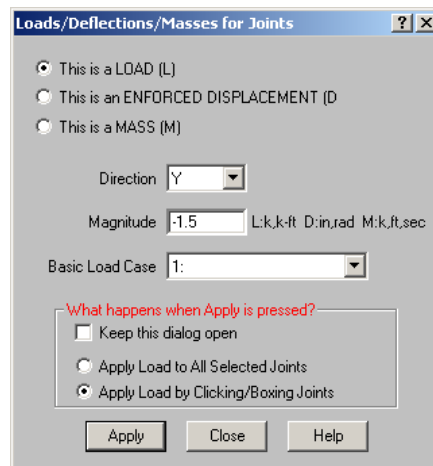 Loads/Deflections/Masses for Joints ? ×
This is a LOAD (L)
This is an ENFORCED DISPLACEMENT (D
This is a MASS (M)
Direction Y
Magnitude -1.5 L:k,k-ft D:in,rad M:k,ft,sec
Basic Load Case 1:
What happens when Apply is pressed?
Keep this dialog open
Apply Load to All Selected Joints
Apply Load by Clicking/Boxing Joints
Apply Close Help